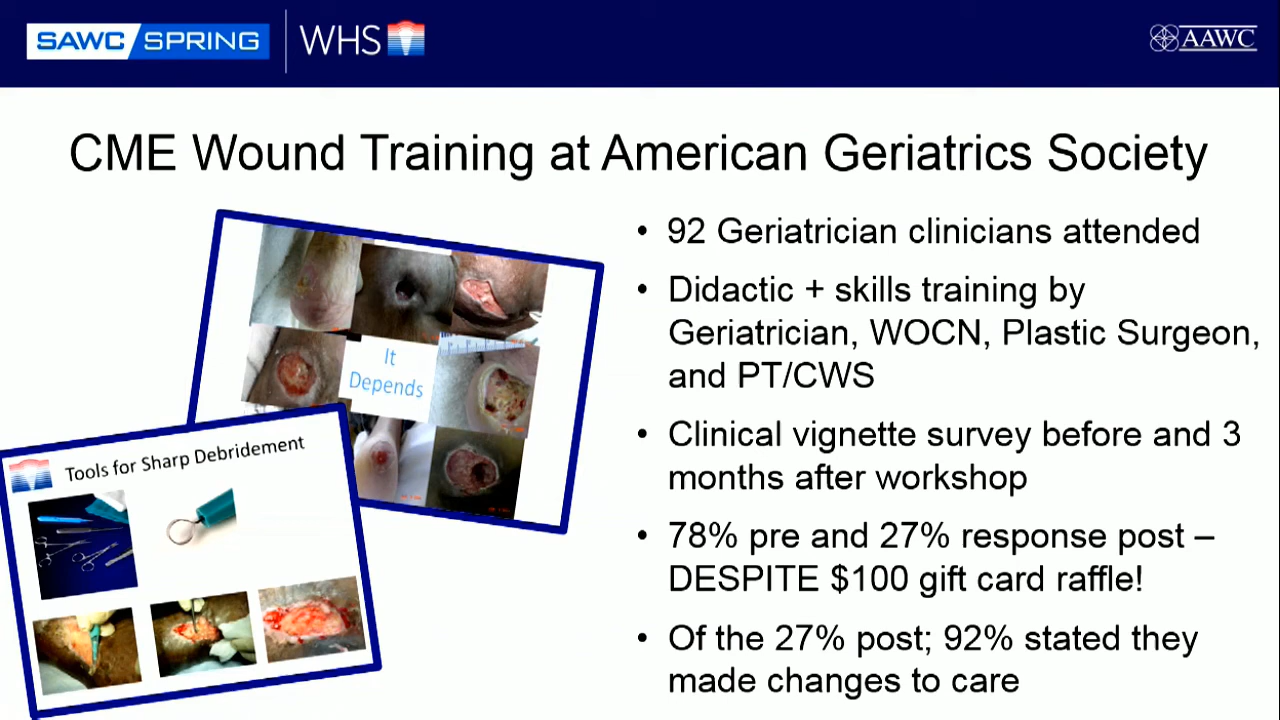 SAWC SPRING WHS AAWC
CME Wound Training at American Geriatrics Society
It
Depends
Tools for Sharp Debridement
• 92 Geriatrician clinicians attended
• Didactic + skills training by
Geriatrician, WOCN, Plastic Surgeon,
and PT/CWS
• Clinical vignette survey before and 3
months after workshop
• 78% pre and 27% response post –
DESPITE $100 gift card raffle!
• Of the 27% post; 92% stated they
made changes to care